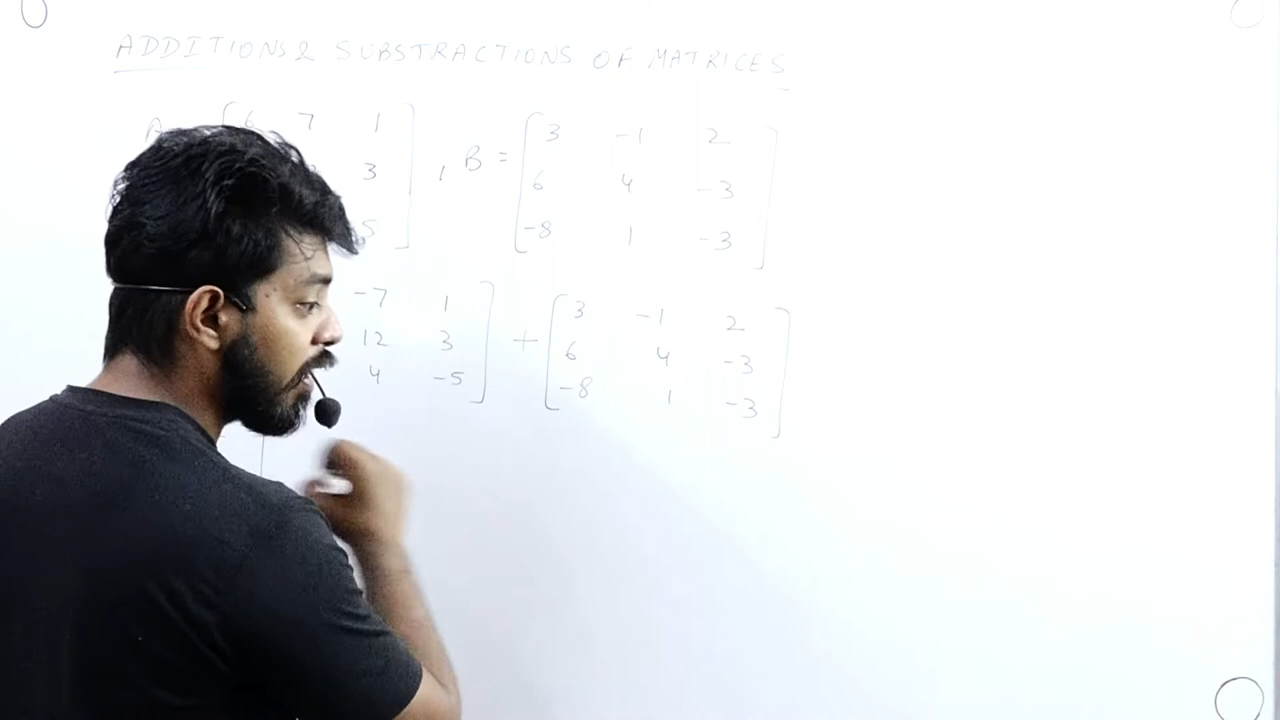 ADDITIONS & SUBSTRACTIONS OF MATRICES
6 7 1 3 -1 2
3 , B = 6 4 -3
5 -8 1 -3
-7 1 3 -1 2
12 3 + 6 4 -3
4 -5 -8 1 -3